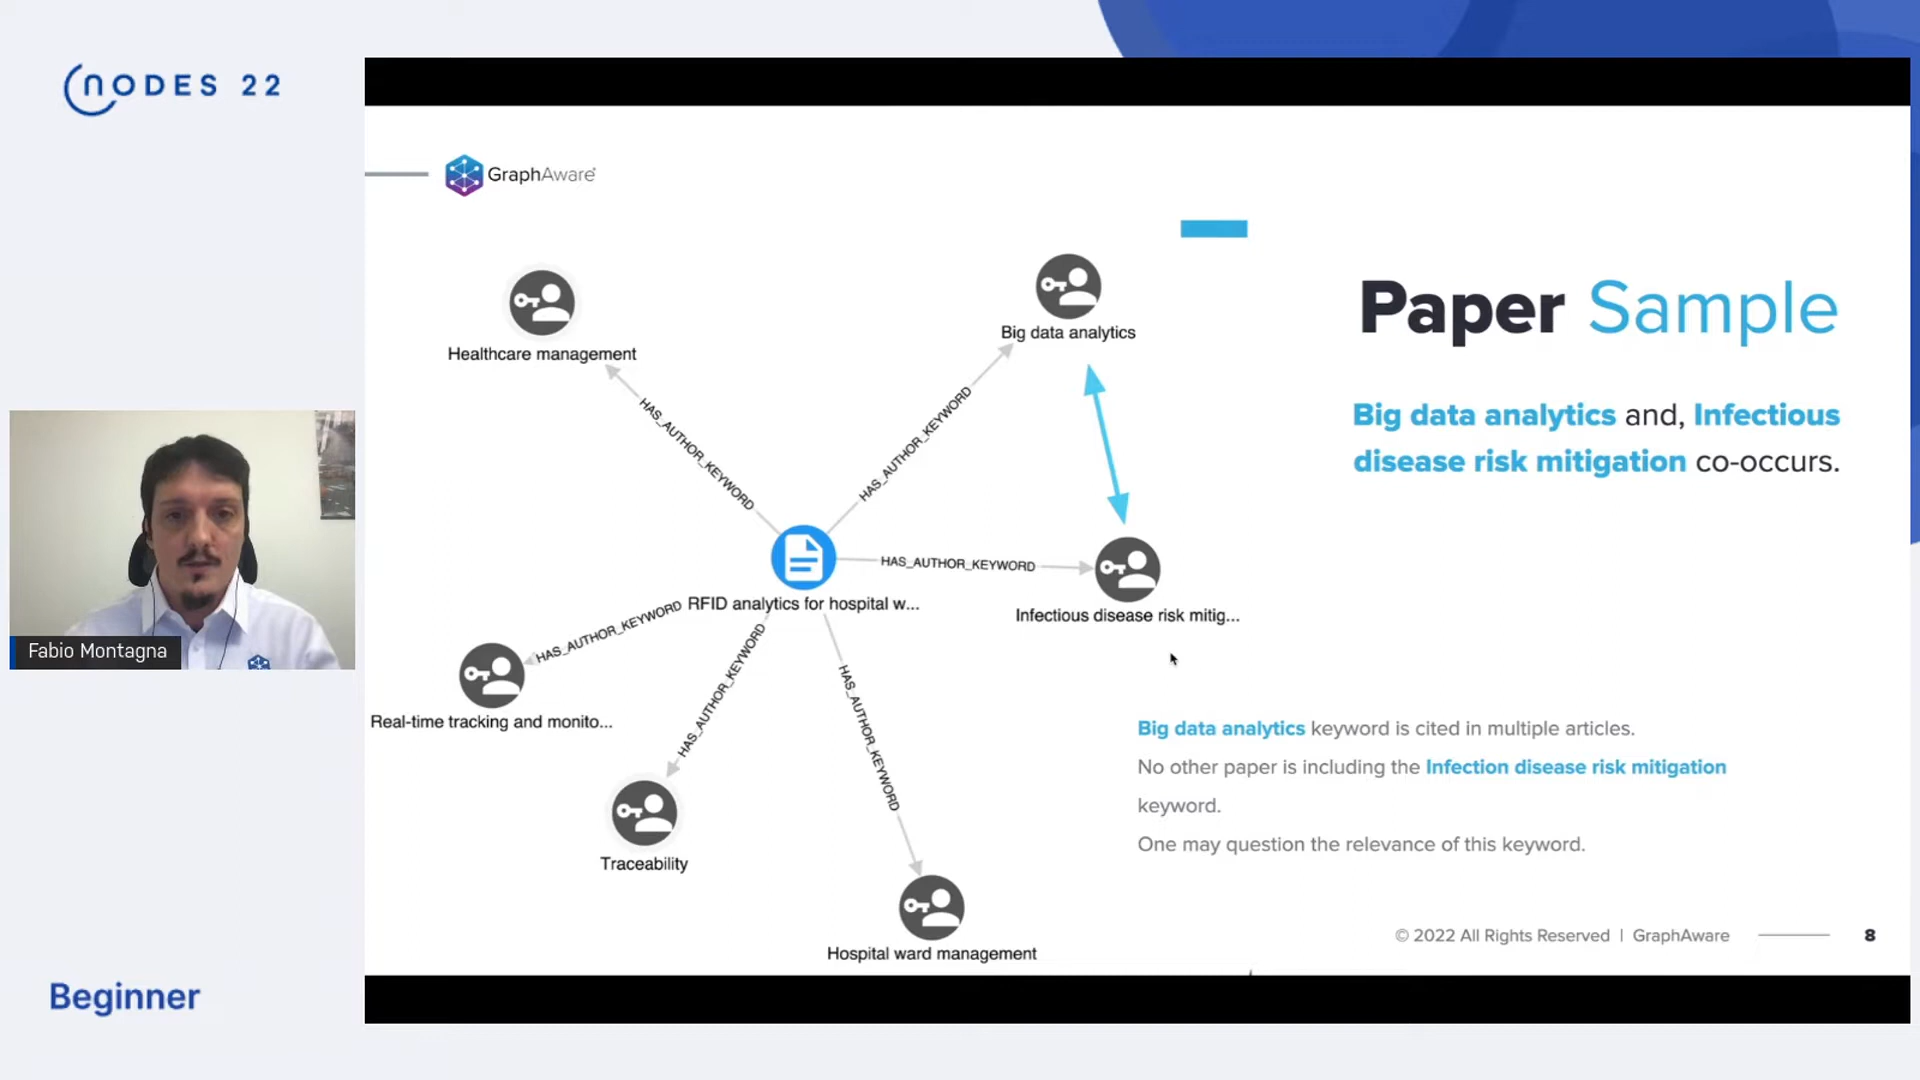 NODES 22
GraphAware
Paper Sample
Big data analytics and, Infectious
disease risk mitigation co-occurs.
Healthcare management
Big data analytics
HAS_AUTHOR_KEYWORD
HAS_AUTHOR_KEYWORD
HAS_AUTHOR_KEYWORD
RFID analytics for hospital w...
Infectious disease risk mitig...
HAS_AUTHOR_KEYWORD
HAS_AUTHOR_KEYWORD
HAS_AUTHOR_KEYWORD
Real-time tracking and monito...
Traceability
Hospital ward management
Big data analytics keyword is cited in multiple articles.
No other paper is including the Infection disease risk mitigation
keyword.
One may question the relevance of this keyword.
© 2022 All Rights Reserved | GraphAware
8
Fabio Montagna
Beginner